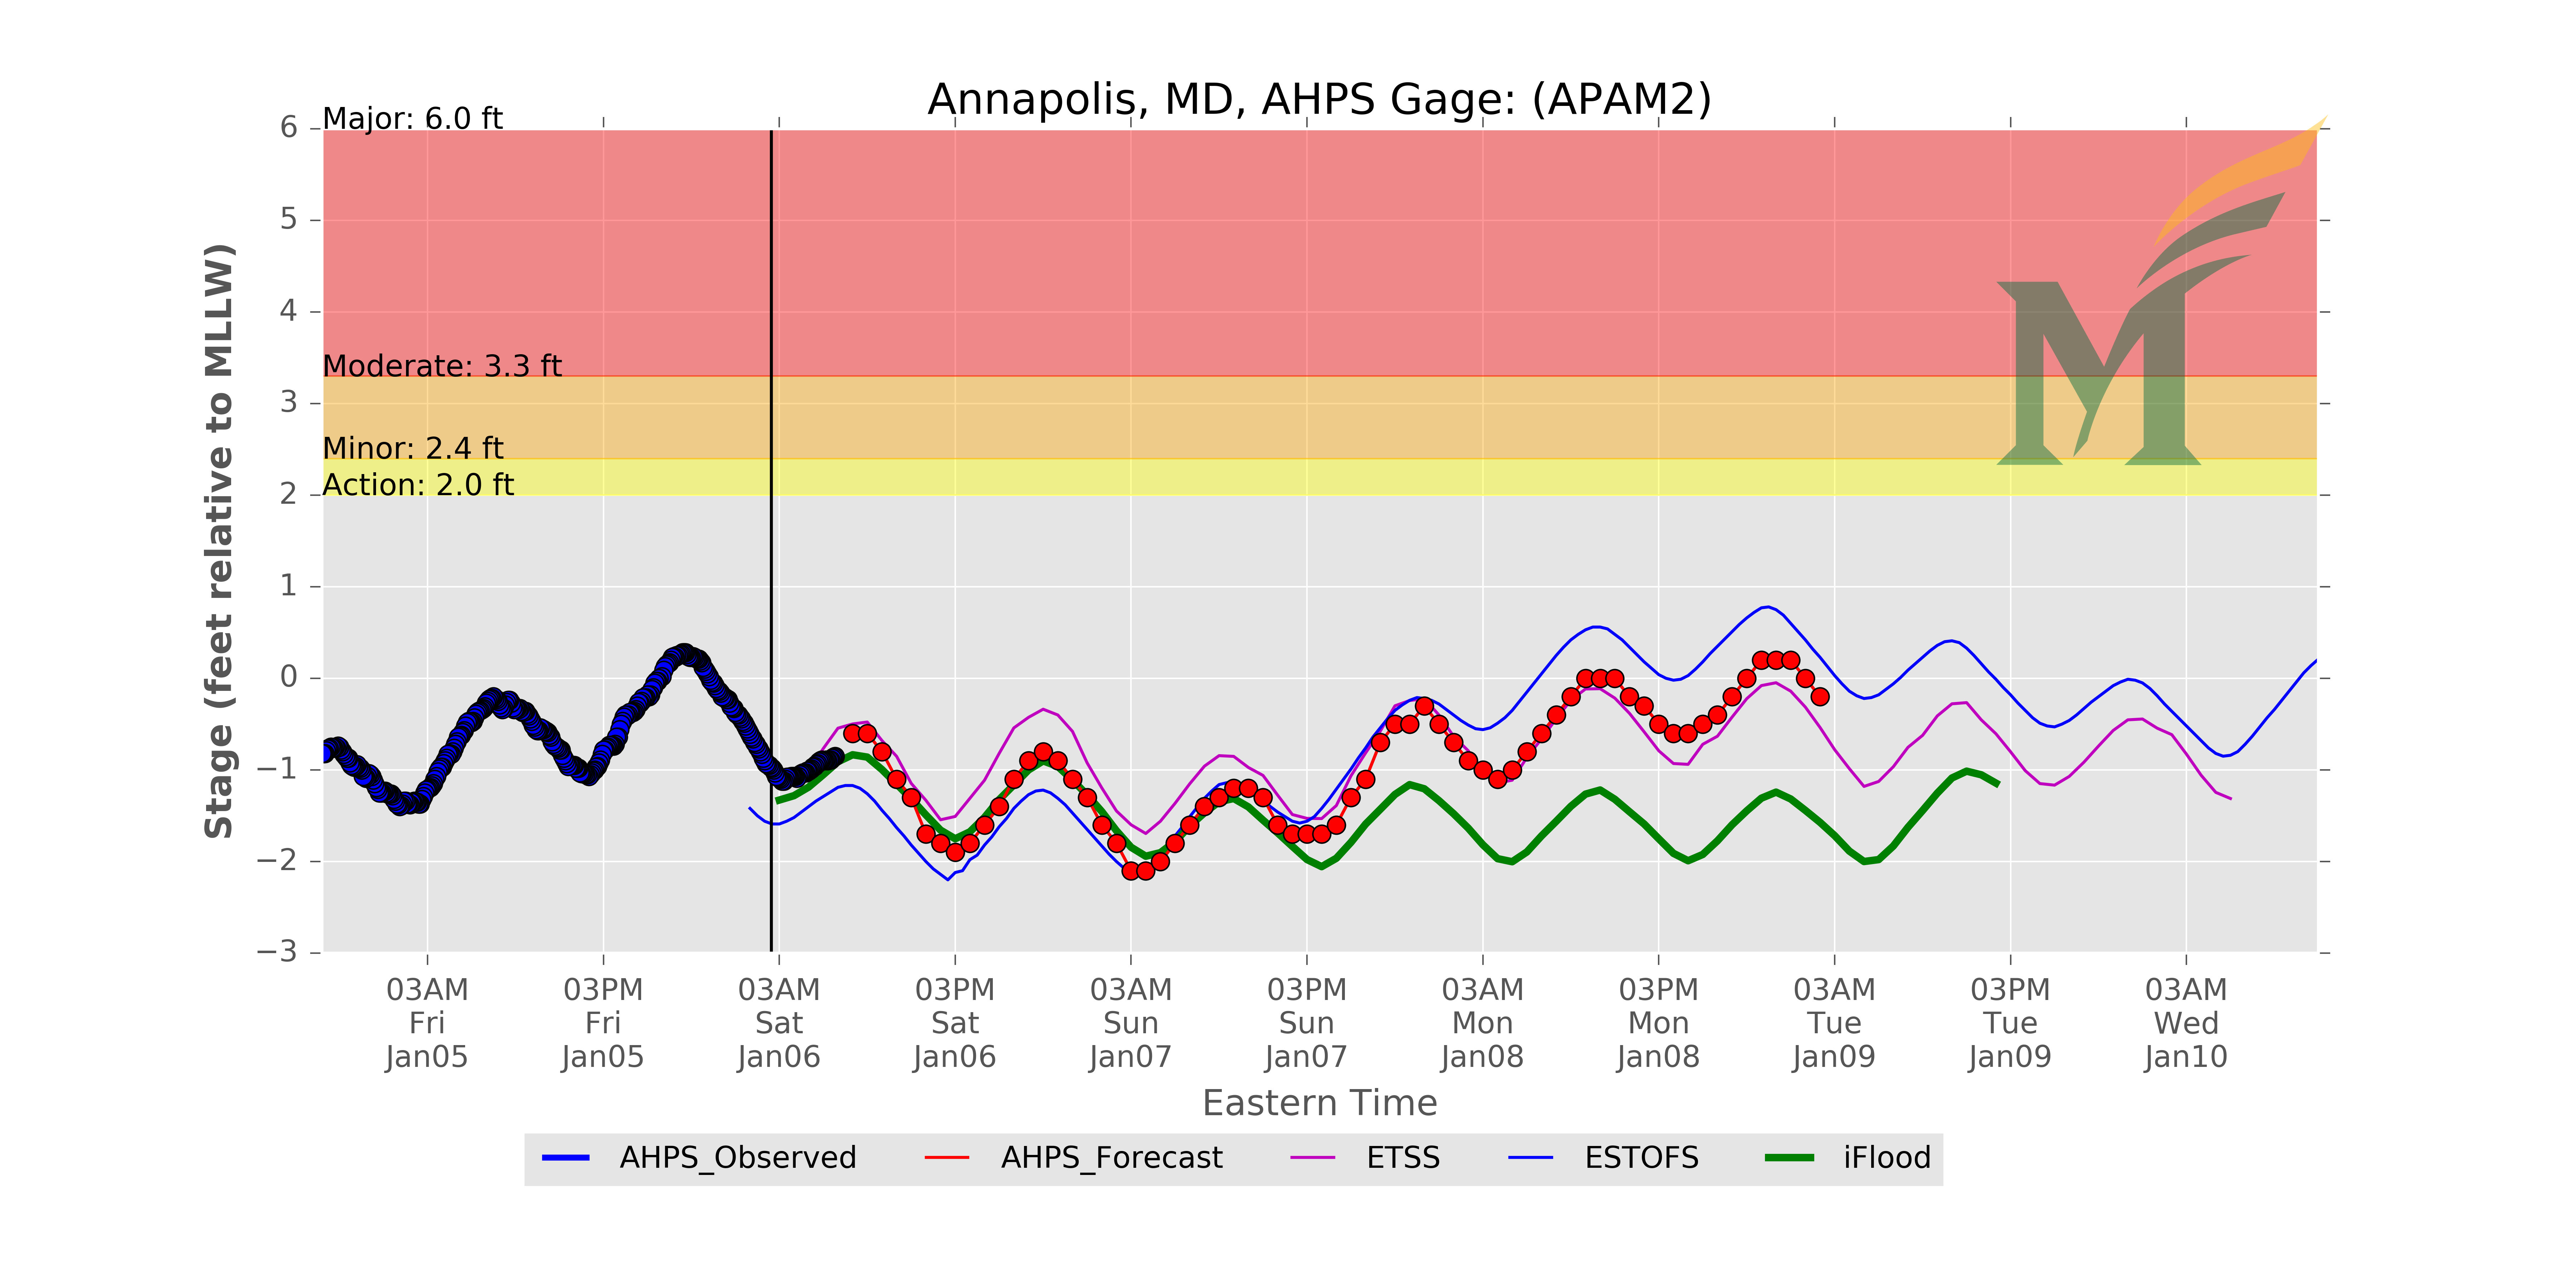 Annapolis, MD, AHPS Gage: (APAM2)
Major: 6.0 ft
Moderate: 3.3 ft
Minor: 2.4 ft
Action: 2.0 ft
6
5
4
3
2
1
0
−1
−2
−3
Stage (feet relative to MLLW)
03AM
Fri
Jan05
03PM
Fri
Jan05
03AM
Sat
Jan06
03PM
Sat
Jan06
03AM
Sun
Jan07
03PM
Sun
Jan07
03AM
Mon
Jan08
03PM
Mon
Jan08
03AM
Tue
Jan09
03PM
Tue
Jan09
03AM
Wed
Jan10
Eastern Time
AHPS_Observed AHPS_Forecast ETSS ESTOFS iFlood